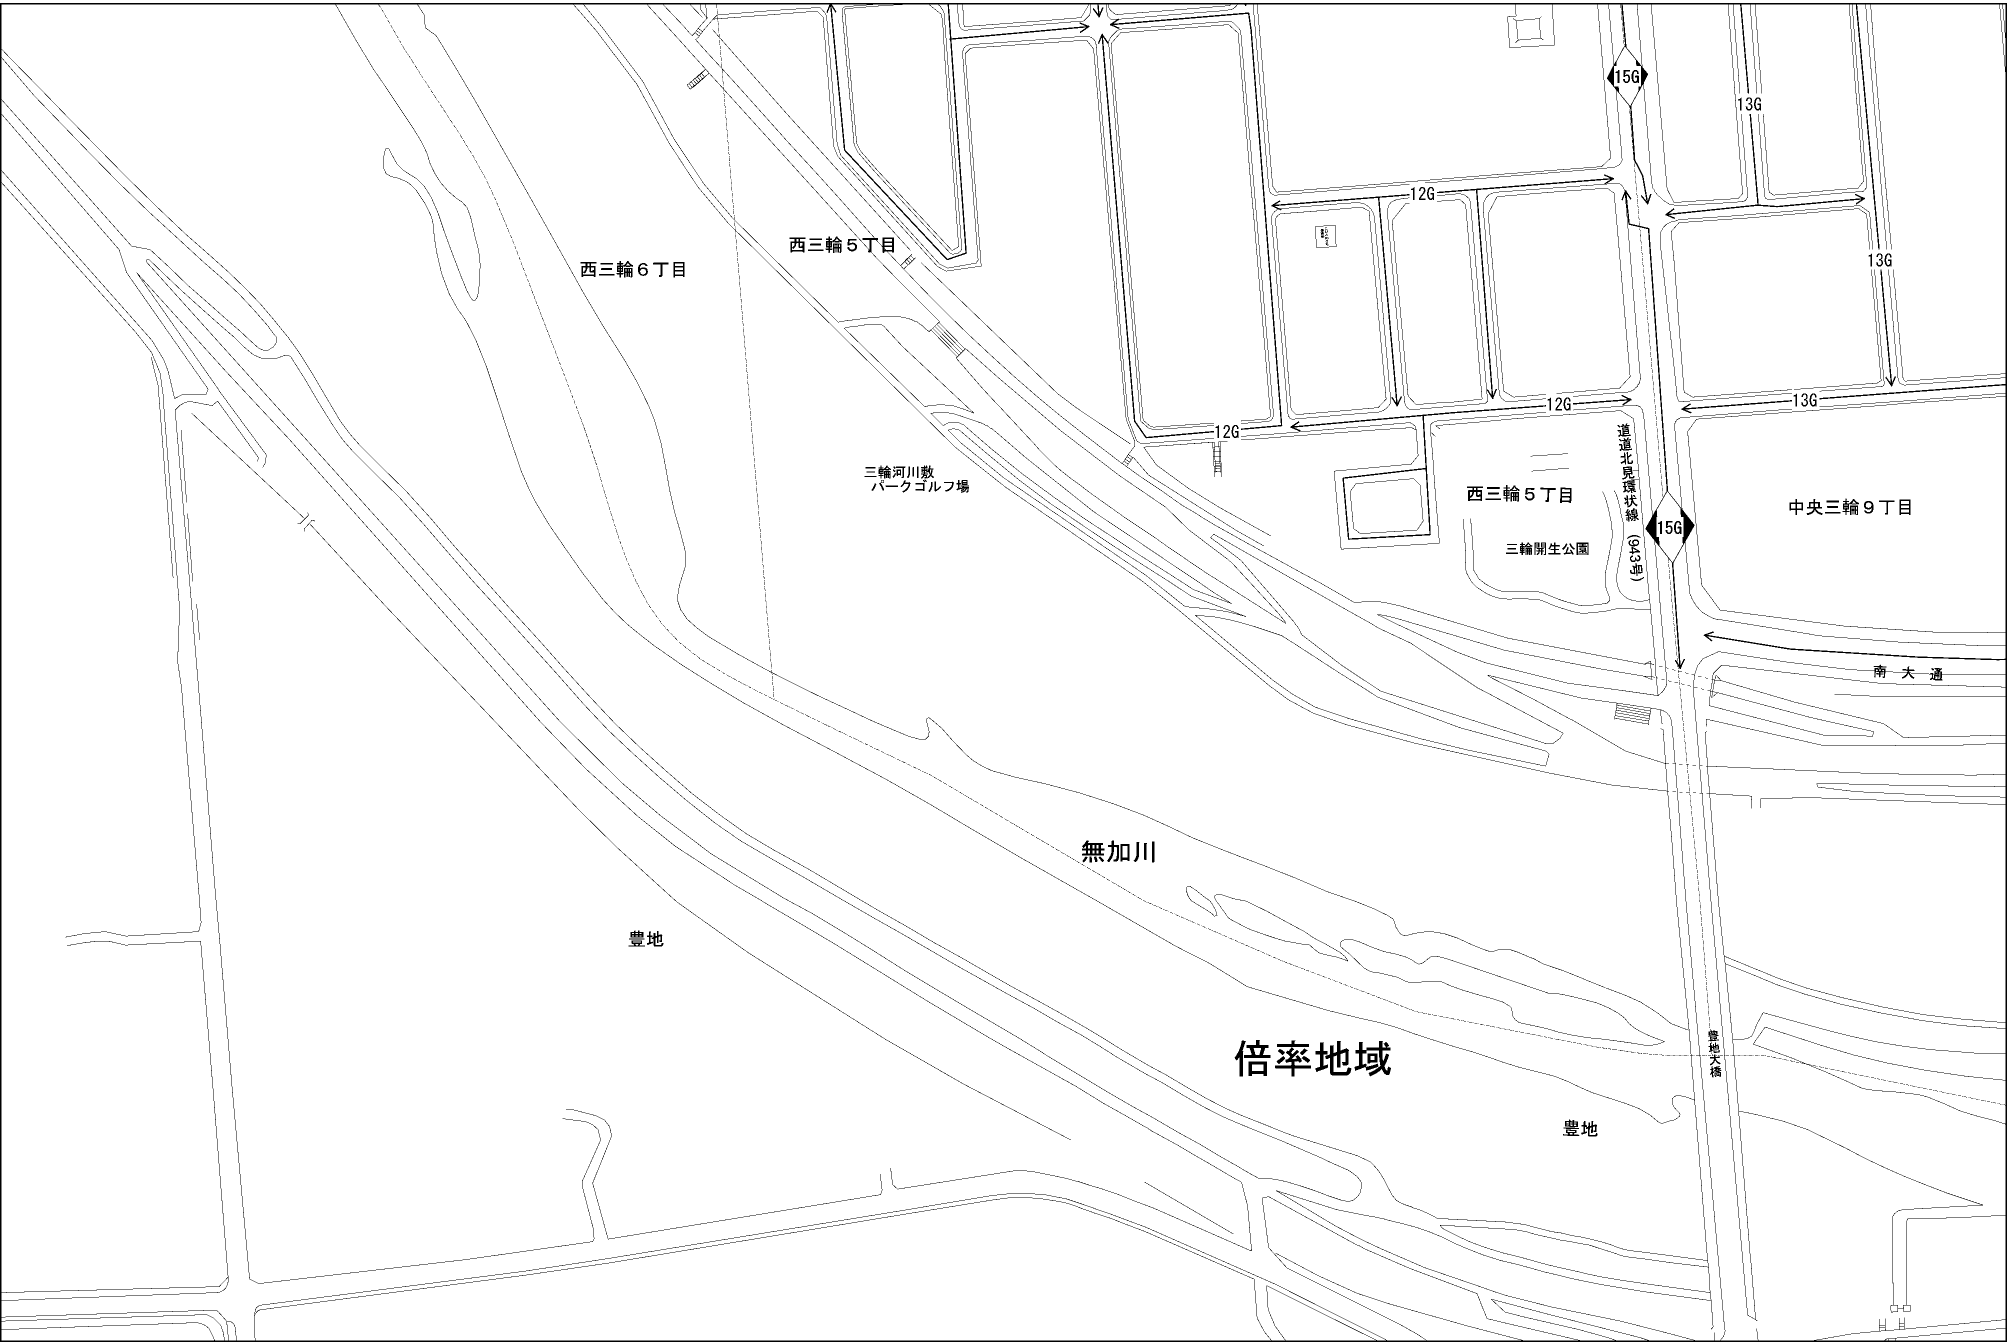 15G
13G
12G
西三輪5丁目
西三輪6丁目
13G
13G
12G
12G
道道北見環状線 (943号)
三輪河川敷
パークゴルフ場
西三輪5丁目
中央三輪9丁目
15G
三輪開生公園
南大通
無加川
豊地
倍率地域
豊地大橋
豊地